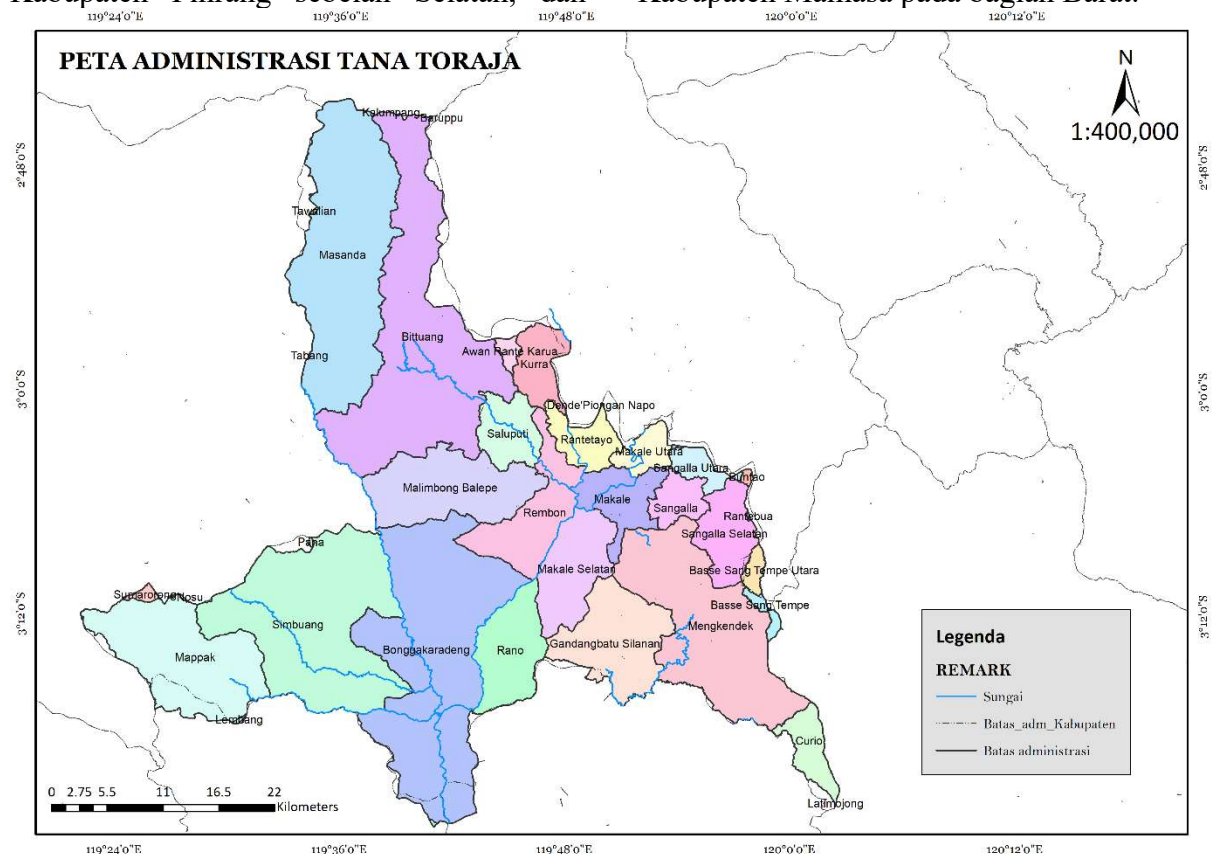 Kabupaten Pinrang sebelah Selatan, dan Kabupaten Mamasa pada bagian Barat.
119°24'0"E 119°36'0"E 119°48'0"E 120°0'0"E 120°12'0"E
PETA ADMINISTRASI TANA TORAJA
N
1:400,000
2°48'0"S 2°48'0"S
Kalumpang
Baruppu
Tawalian
Masanda
Bittuang
Tabang
Awan Rante Karua
Kurra
3°0'0"S 3°0'0"S
Dende'Piongan Napo
Saluputi
Rantetayo
Makale Utara
Sangalla Utara
Buntao
Malimbong Balepe
Makale
Rembon
Sangalla
Rantebua
Sangalla Selatan
Pana
Makale Selatan
Basse Sang Tempe Utara
Sumarorong
Nosu
Basse Sang Tempe
3°12'0"S 3°12'0"S
Simbuang
Mengkendek
Bonggakaradeng
Rano
Gandangbatu Silanan
Mappak
Lembang
Curio
Latimojong
Legenda
REMARK
Sungai
Batas_adm_Kabupaten
Batas administrasi
0 2.75 5.5 11 16.5 22
Kilometers
119°24'0"E 119°36'0"E 119°48'0"E 120°0'0"E 120°12'0"E